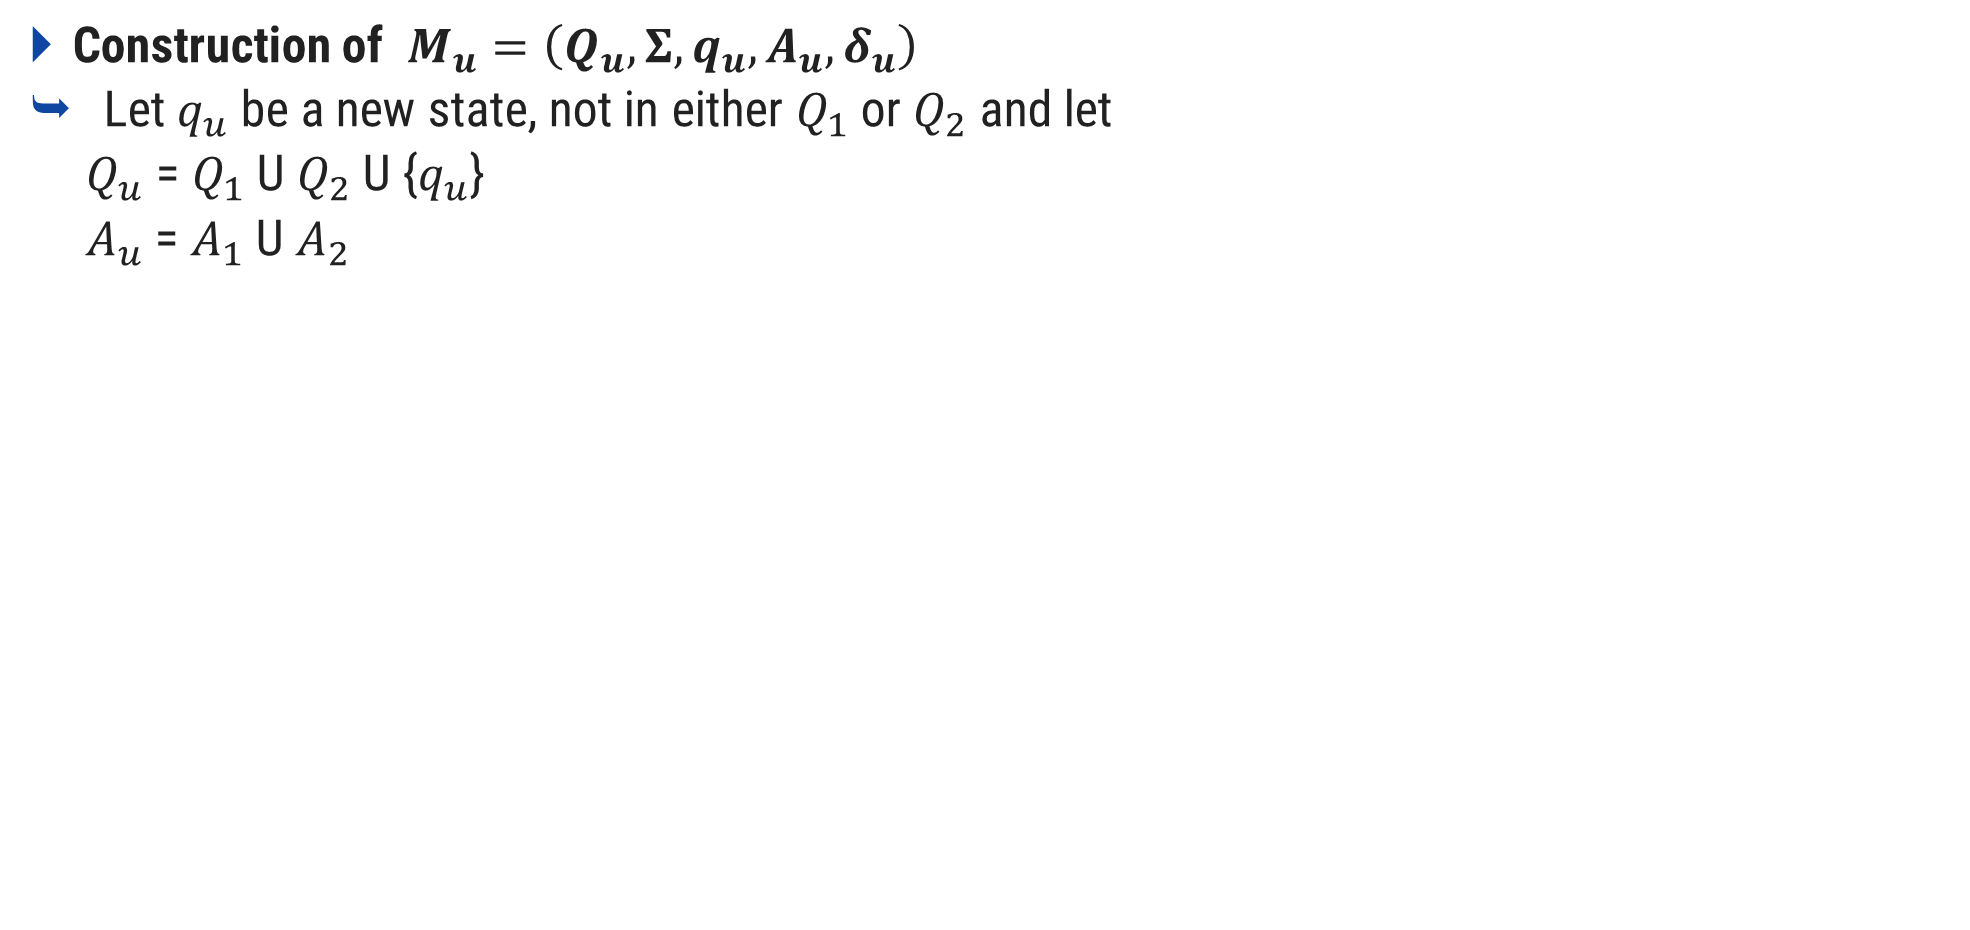 Construction of M_u = (Q_u, Σ, q_u, A_u, δ_u)
Let q_u be a new state, not in either Q_1 or Q_2 and let
Q_u = Q_1 U Q_2 U {q_u}
A_u = A_1 U A_2